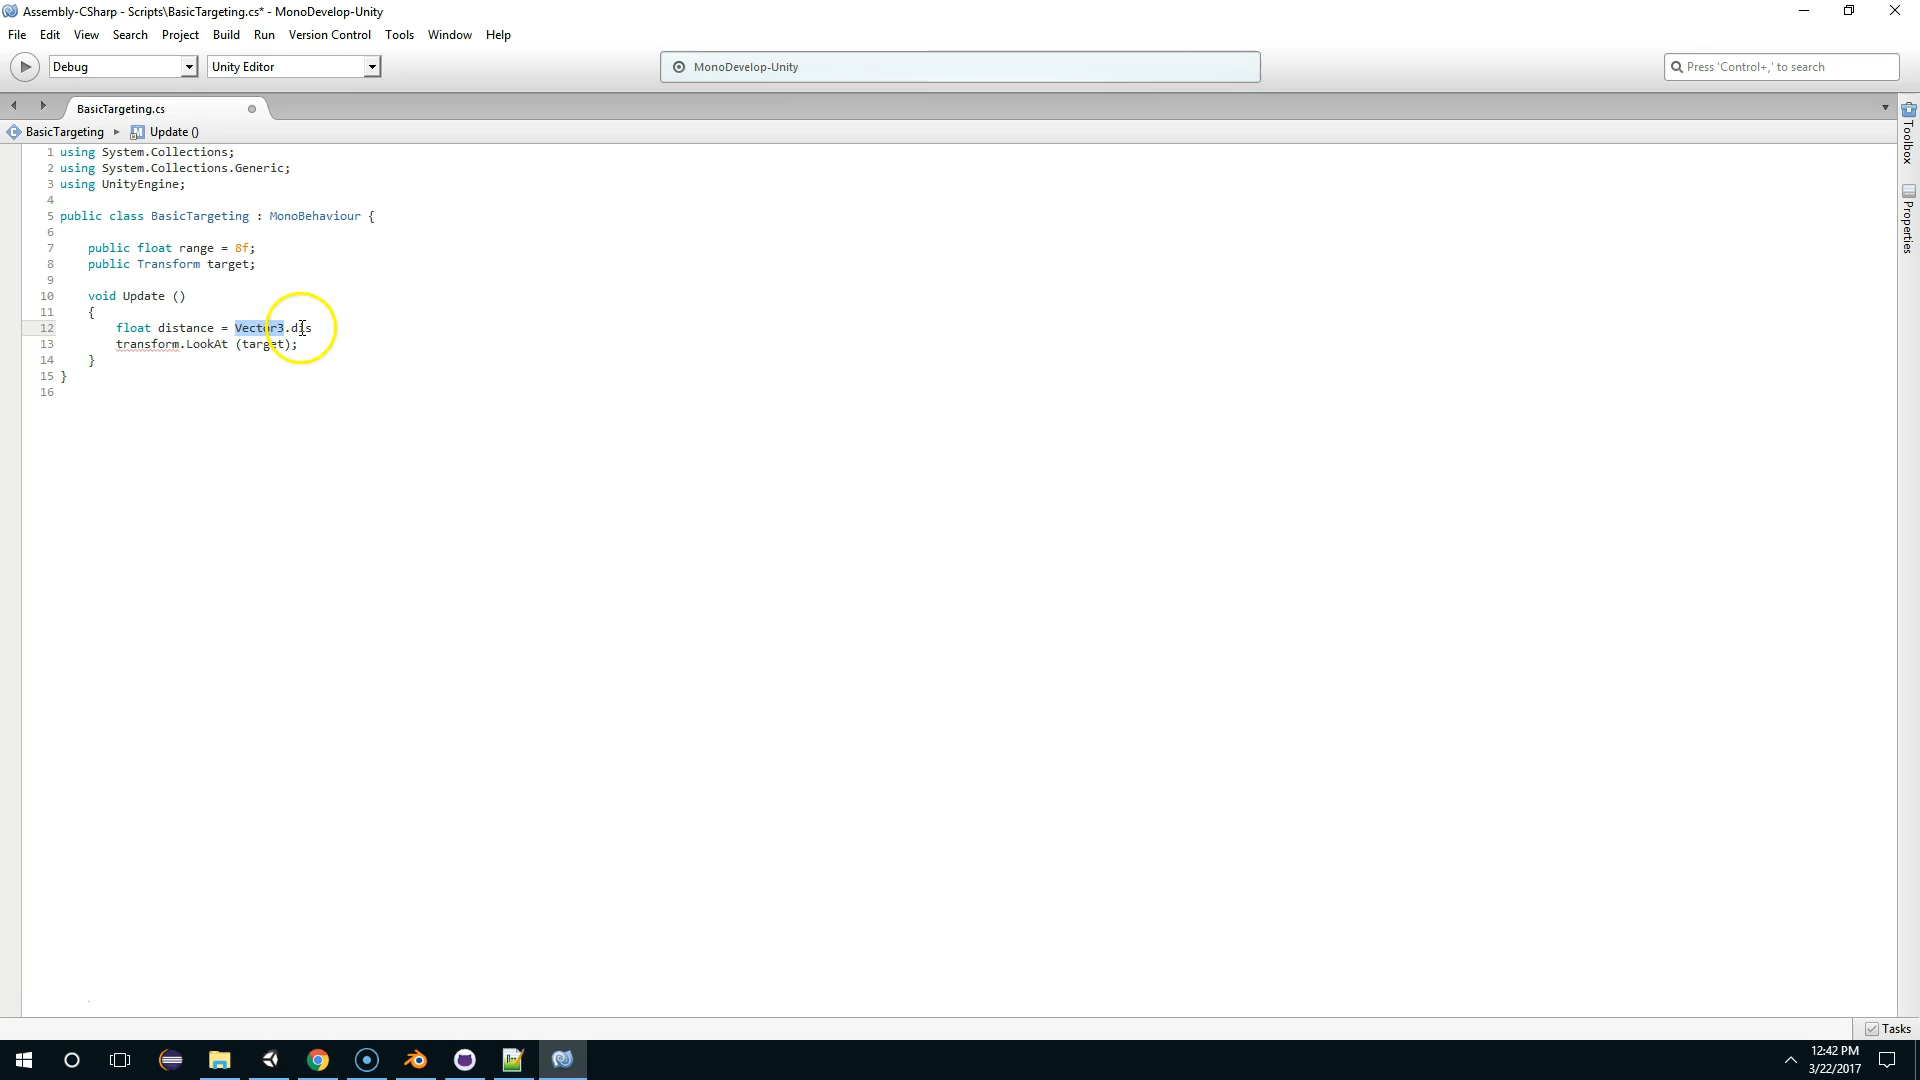 Assembly-CSharp - Scripts\BasicTargeting.cs* - MonoDevelop-Unity
File Edit View Search Project Build Run Version Control Tools Window Help
Debug Unity Editor MonoDevelop-Unity Press 'Control+,' to search
BasicTargeting.cs
BasicTargeting Update ()
1 using System.Collections;
2 using System.Collections.Generic;
3 using UnityEngine;
4
5 public class BasicTargeting : MonoBehaviour {
6
7 public float range = 8f;
8 public Transform target;
9
10 void Update ()
11 {
12 float distance = Vector3.dis
13 transform.LookAt (target);
14 }
15 }
16
Toolbox
Properties
Tasks
12:42 PM
3/22/2017